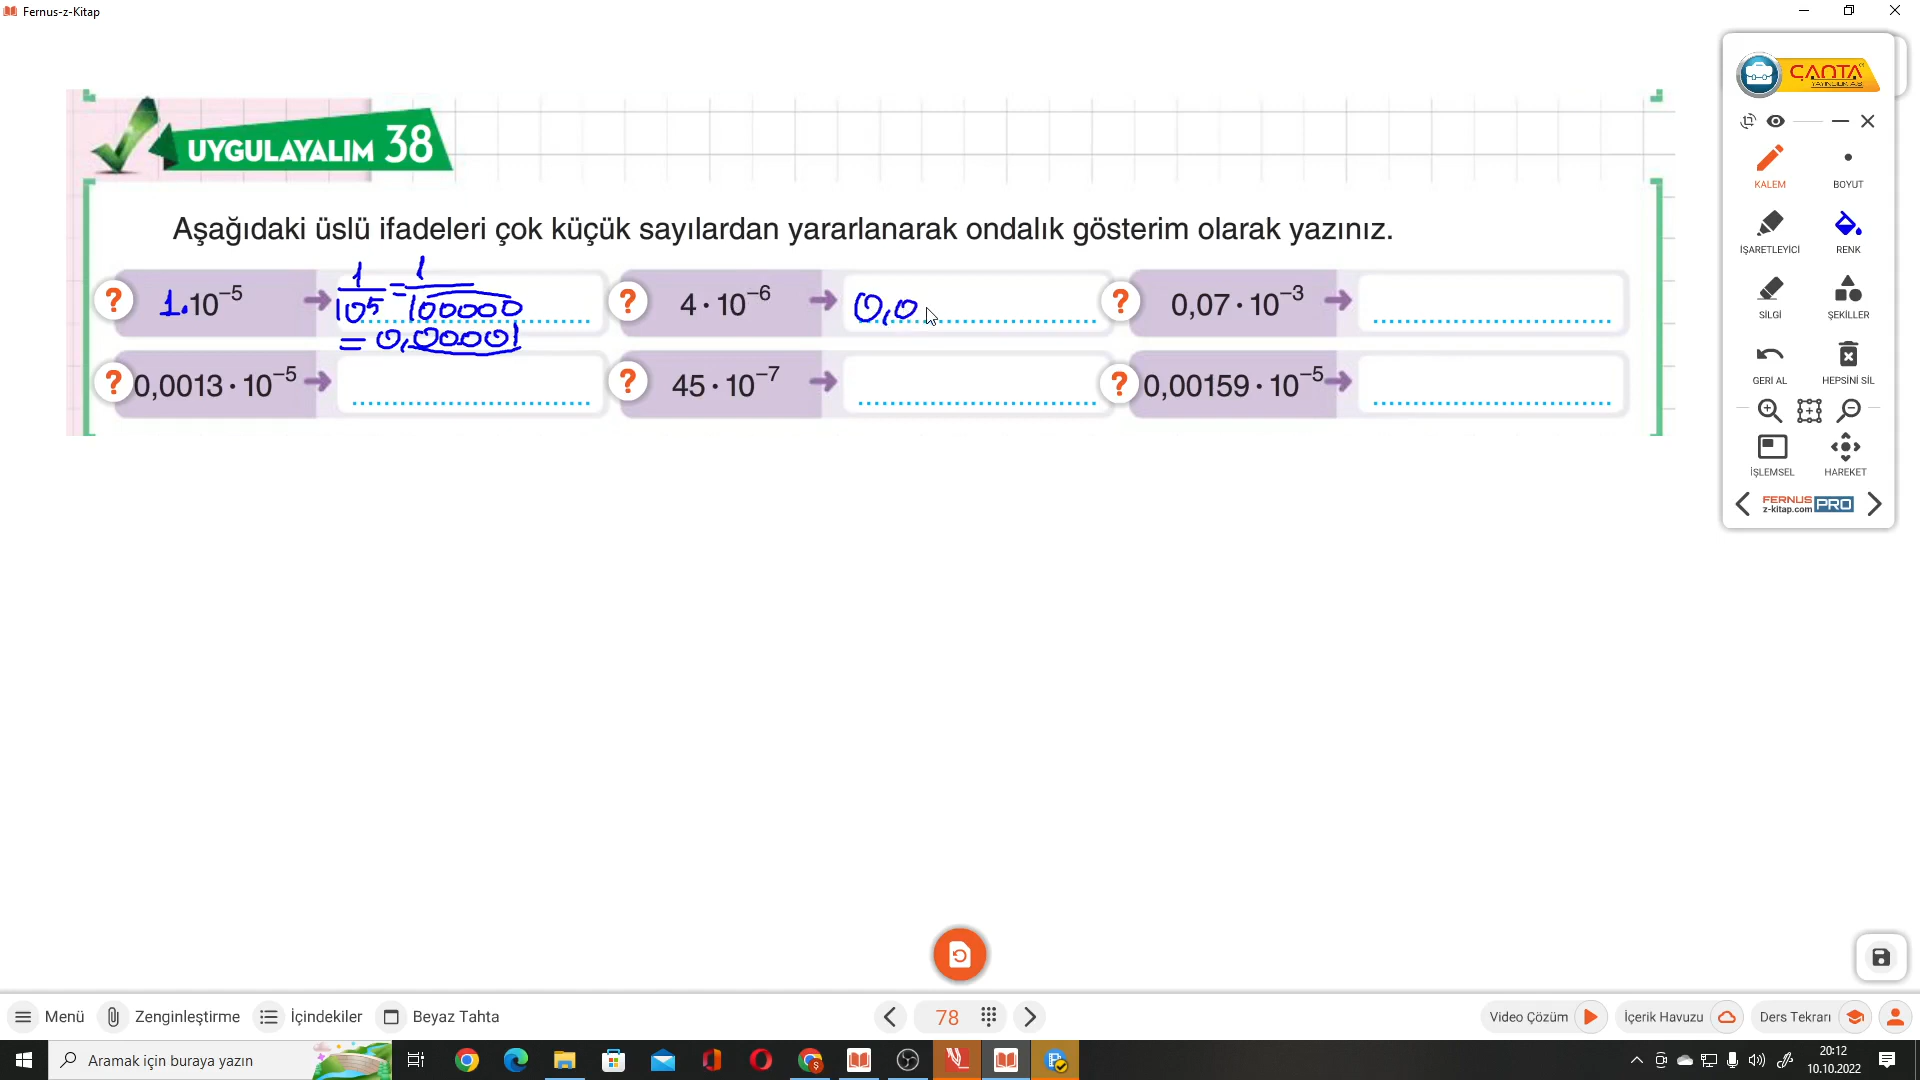 Fernus-z-Kitap
ÇANTA
YAYINCILIK A.Ş.
UYGULAYALIM 38
KALEM
BOYUT
Aşağıdaki üslü ifadeleri çok küçük sayılardan yararlanarak ondalık gösterim olarak yazınız.
İŞARETLEYİCİ
RENK
? 1.10⁻⁵ → 1/10⁵ = 1/100000
= 0,00001
? 4 · 10⁻⁶ → 0,0
? 0,07 · 10⁻³ →
SİLGİ
ŞEKİLLER
? 0,0013 · 10⁻⁵ →
? 45 · 10⁻⁷ →
? 0,00159 · 10⁻⁵ →
GERİ AL
HEPSİNİ SİL
İŞLEMSEL
HAREKET
FERNUS PRO
z-kitap.com
Menü
Zenginleştirme
İçindekiler
Beyaz Tahta
78
Video Çözüm
İçerik Havuzu
Ders Tekrarı
Aramak için buraya yazın
20:12
10.10.2022